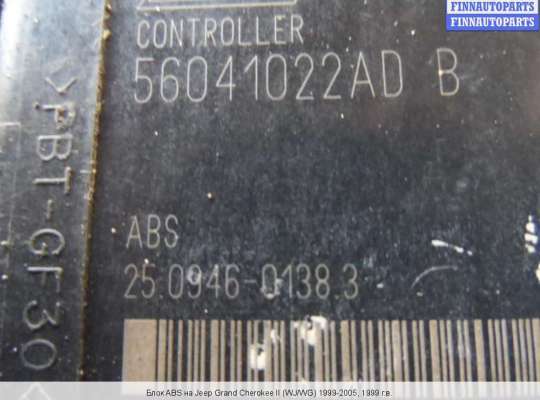 FINNAUTOPARTS
FINNAUTOPARTS
CONTROLLER
56041022AD B
>PBT-GF30<
ABS
25.0946-0138.3
Блок ABS на Jeep Grand Cherokee II (WJ/WG) 1999-2005, 1999 г.в.